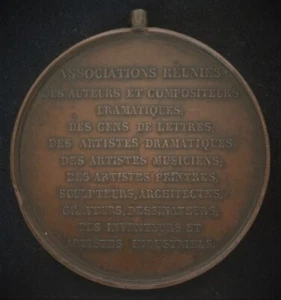 ASSOCIATIONS RÉUNIES
DES AUTEURS ET COMPOSITEURS
DRAMATIQUES,
DES GENS DE LETTRES,
DES ARTISTES DRAMATIQUES,
DES ARTISTES MUSICIENS,
DES ARTISTES PEINTRES,
SCULPTEURS, ARCHITECTES,
GRAVEURS, DESSINATEURS,
DES INVENTEURS ET
ARTISTES INDUSTRIELS.